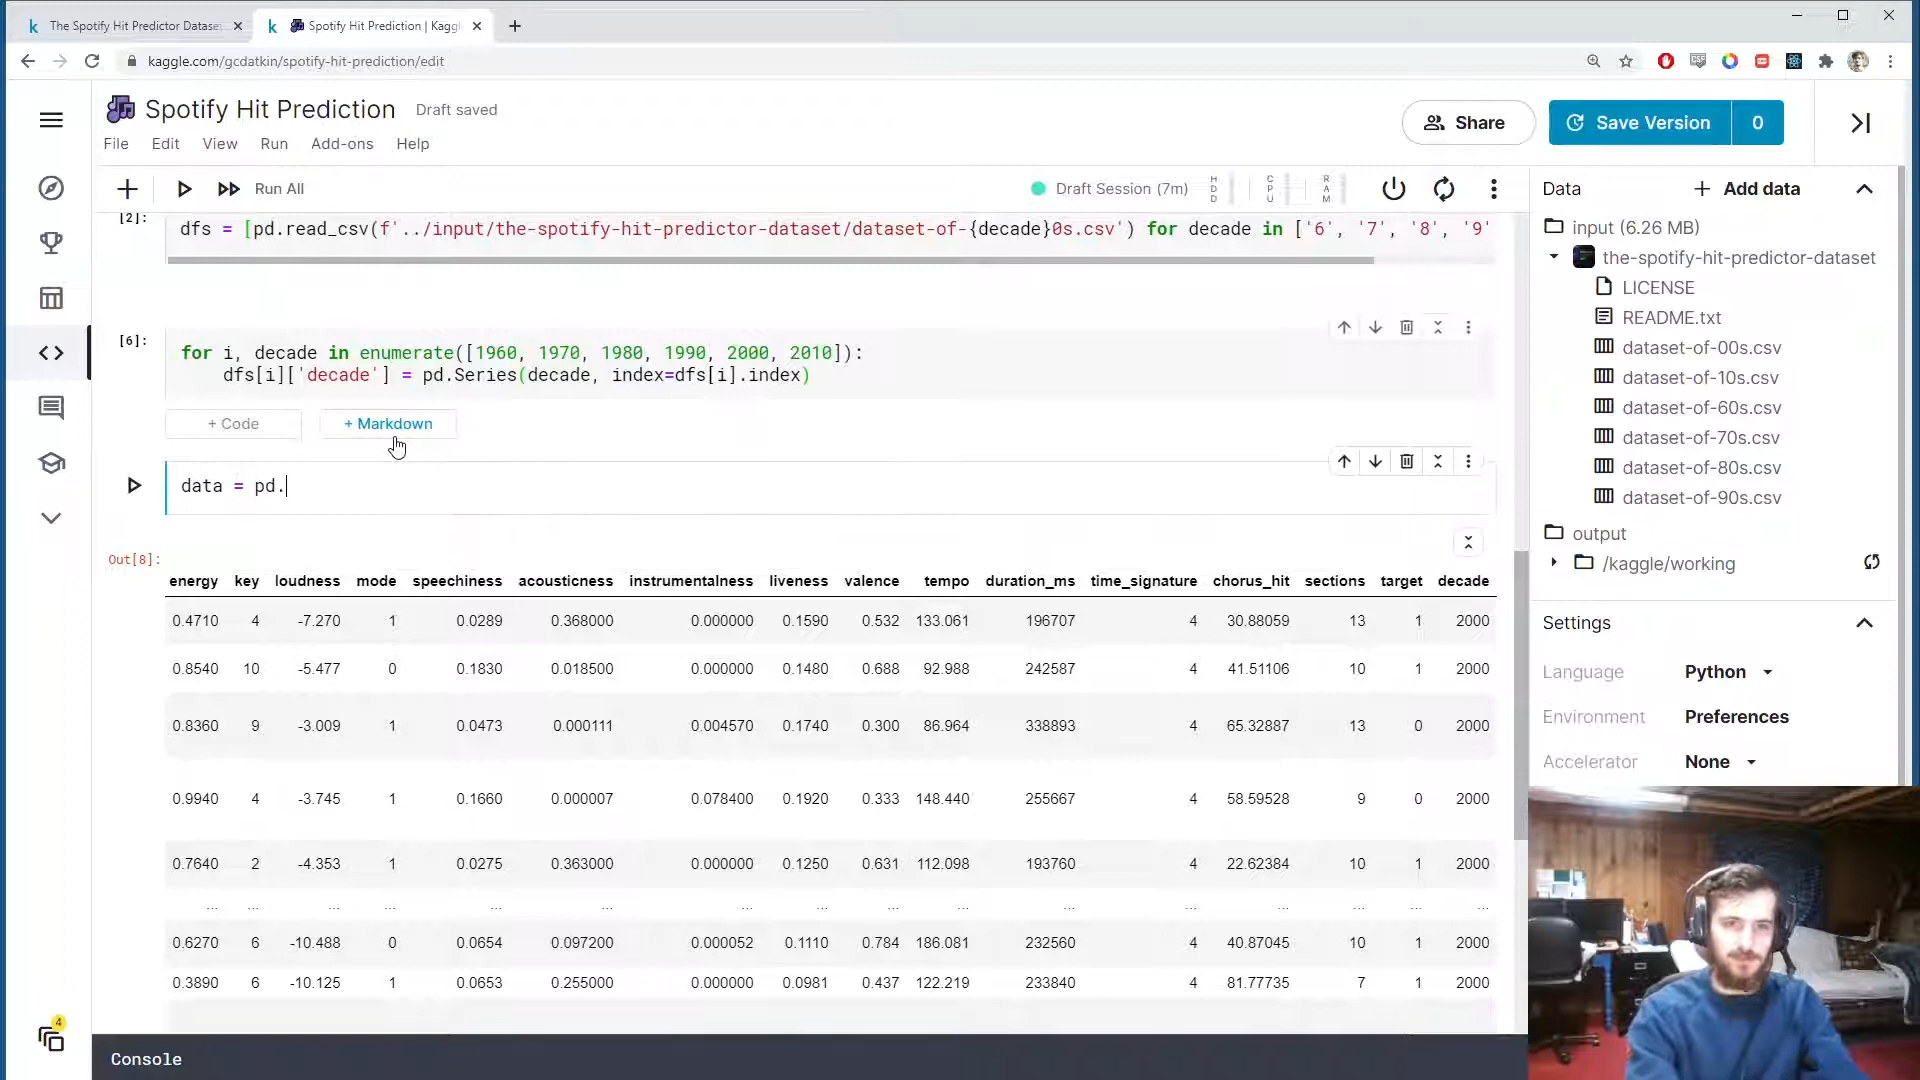 The Spotify Hit Predictor Datase
Spotify Hit Prediction | Kaggl
kaggle.com/gcdatkin/spotify-hit-prediction/edit
Spotify Hit Prediction
Draft saved
Share
Save Version
0
File Edit View Run Add-ons Help
Run All
Draft Session (7m)
HDD
CPU
RAM
[2]:
dfs = [pd.read_csv(f'../input/the-spotify-hit-predictor-dataset/dataset-of-{decade}0s.csv') for decade in ['6', '7', '8', '9'
[6]:
for i, decade in enumerate([1960, 1970, 1980, 1990, 2000, 2010]):
dfs[i]['decade'] = pd.Series(decade, index=dfs[i].index)
+ Code
+ Markdown
data = pd.
Out[8]:
energy key loudness mode speechiness acousticness instrumentalness liveness valence tempo duration_ms time_signature chorus_hit sections target decade
0.4710 4 -7.270 1 0.0289 0.368000 0.000000 0.1590 0.532 133.061 196707 4 30.88059 13 1 2000
0.8540 10 -5.477 0 0.1830 0.018500 0.000000 0.1480 0.688 92.988 242587 4 41.51106 10 1 2000
0.8360 9 -3.009 1 0.0473 0.000111 0.004570 0.1740 0.300 86.964 338893 4 65.32887 13 0 2000
0.9940 4 -3.745 1 0.1660 0.000007 0.078400 0.1920 0.333 148.440 255667 4 58.59528 9 0 2000
0.7640 2 -4.353 1 0.0275 0.363000 0.000000 0.1250 0.631 112.098 193760 4 22.62384 10 1 2000
... ... ... ... ... ... ... ... ... ... ... ... ... ... ... ...
0.6270 6 -10.488 0 0.0654 0.097200 0.000052 0.1110 0.784 186.081 232560 4 40.87045 10 1 2000
0.3890 6 -10.125 1 0.0653 0.255000 0.000000 0.0981 0.437 122.219 233840 4 81.77735 7 1 2000
Console
4
Data
Add data
input (6.26 MB)
the-spotify-hit-predictor-dataset
LICENSE
README.txt
dataset-of-00s.csv
dataset-of-10s.csv
dataset-of-60s.csv
dataset-of-70s.csv
dataset-of-80s.csv
dataset-of-90s.csv
output
/kaggle/working
Settings
Language Python
Environment Preferences
Accelerator None